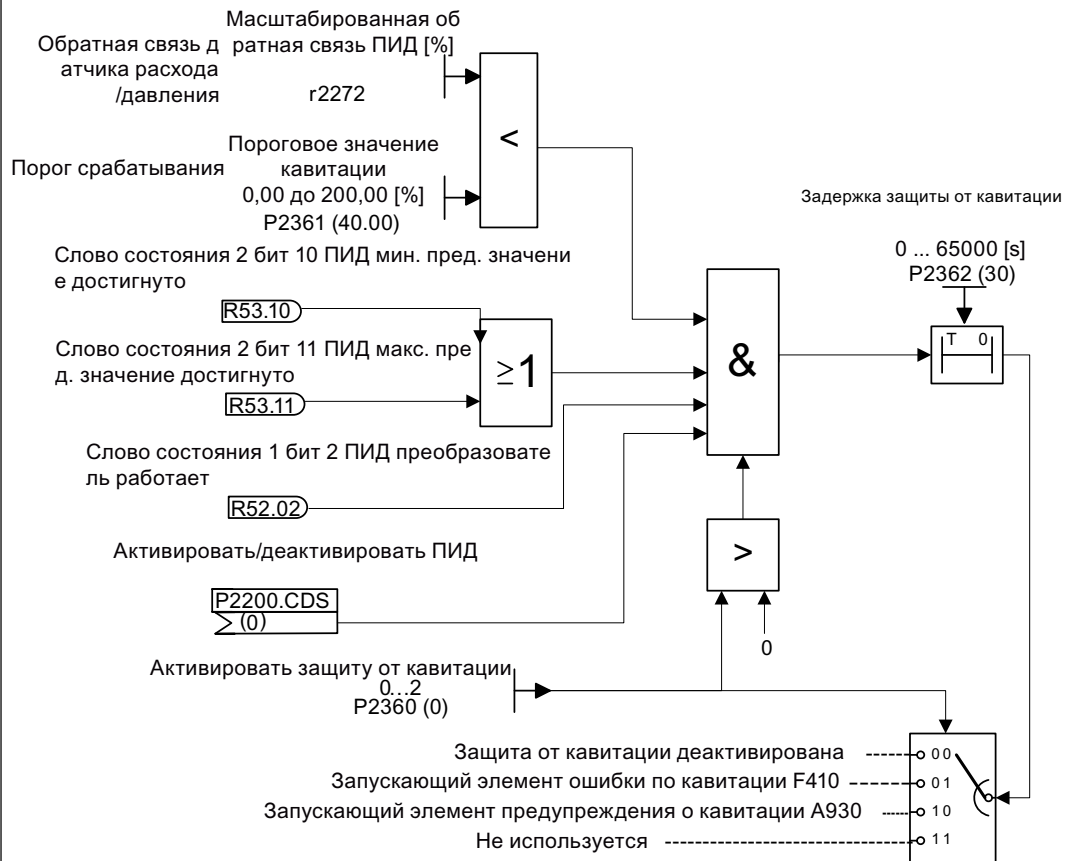 Масштабированная об
ратная связь ПИД [%]
Обратная связь д
атчика расхода
/давления
r2272
<
Порог срабатывания
Пороговое значение
кавитации
0,00 до 200,00 [%]
P2361 (40.00)
Задержка защиты от кавитации
0 ... 65000 [s]
P2362 (30)
T 0
Слово состояния 2 бит 10 ПИД мин. пред. значени
е достигнуто
R53.10
Слово состояния 2 бит 11 ПИД макс. пре
д. значение достигнуто
R53.11
≥1
&
Слово состояния 1 бит 2 ПИД преобразовате
ль работает
R52.02
>
0
Активировать/деактивировать ПИД
P2200.CDS
(0)
Активировать защиту от кавитации
0...2
P2360 (0)
Защита от кавитации деактивирована
00
Запускающий элемент ошибки по кавитации F410
01
Запускающий элемент предупреждения о кавитации A930
10
Не используется
11